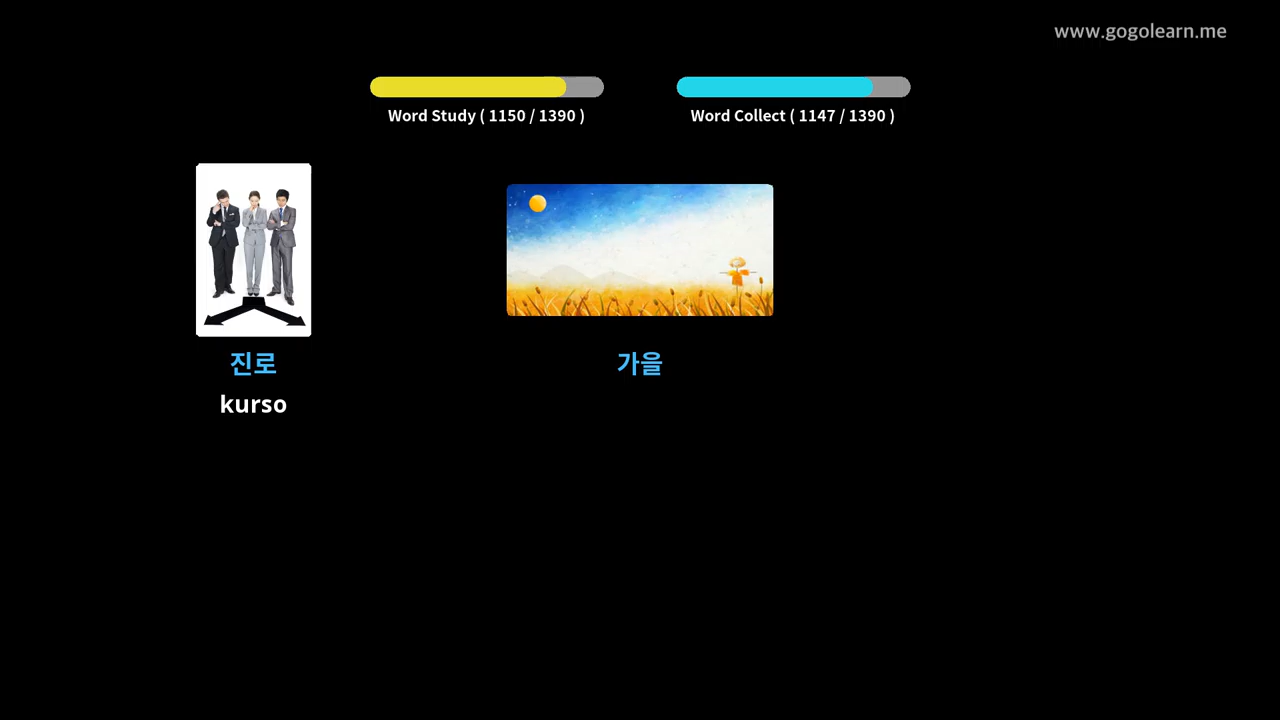 www.gogolearn.me
Word Study ( 1150 / 1390 )
Word Collect ( 1147 / 1390 )
진로
가을
kurso